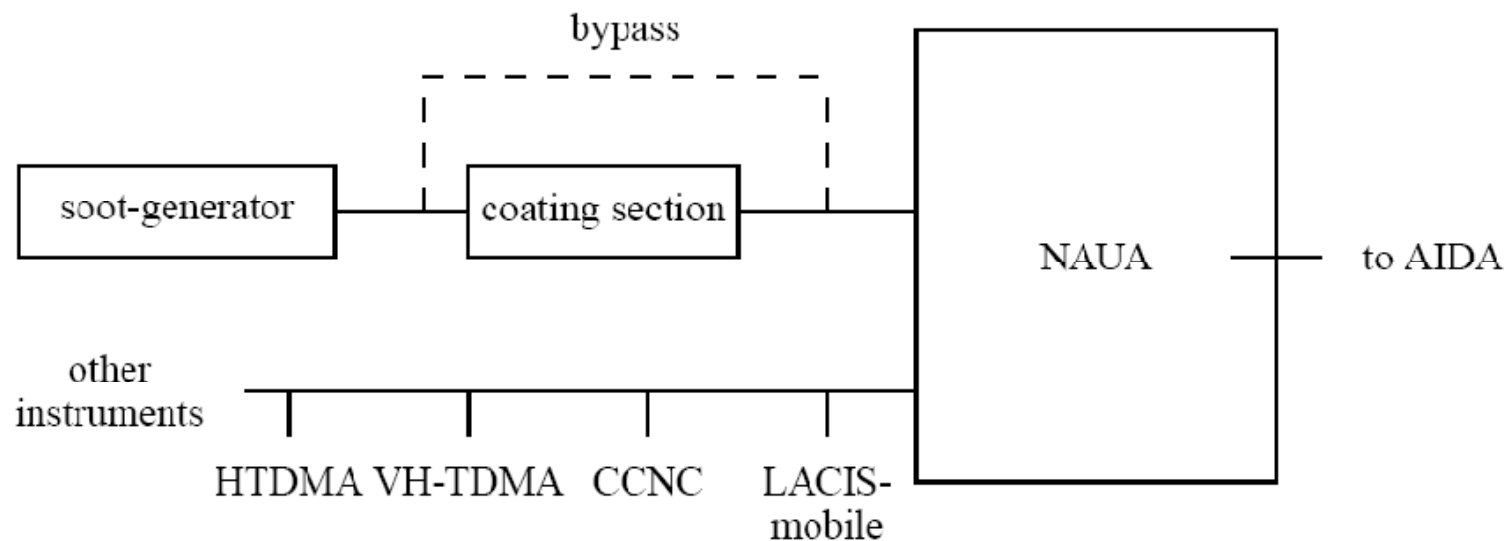 bypass
soot-generator
coating section
NAUA
to AIDA
other
instruments
HTDMA
VH-TDMA
CCNC
LACIS-
mobile